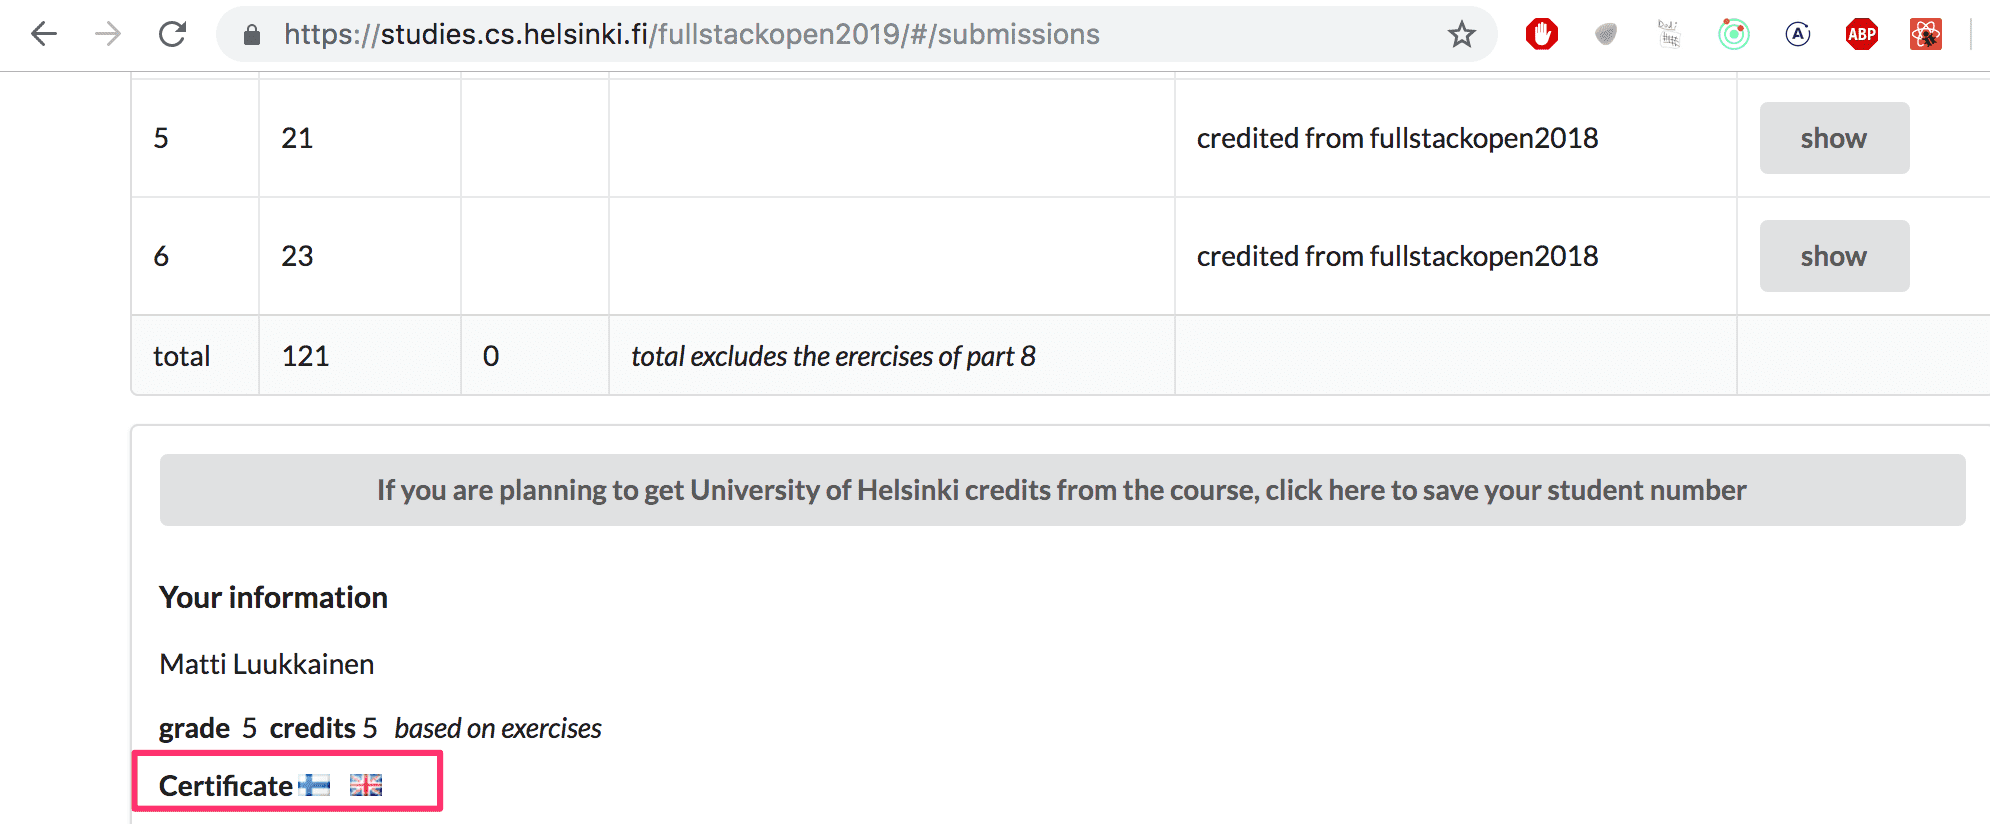 https://studies.cs.helsinki.fi/fullstackopen2019/#/submissions
A
ABP
5 21 credited from fullstackopen2018 show
6 23 credited from fullstackopen2018 show
total 121 0 total excludes the erercises of part 8
If you are planning to get University of Helsinki credits from the course, click here to save your student number
Your information
Matti Luukkainen
grade 5 credits 5 based on exercises
Certificate